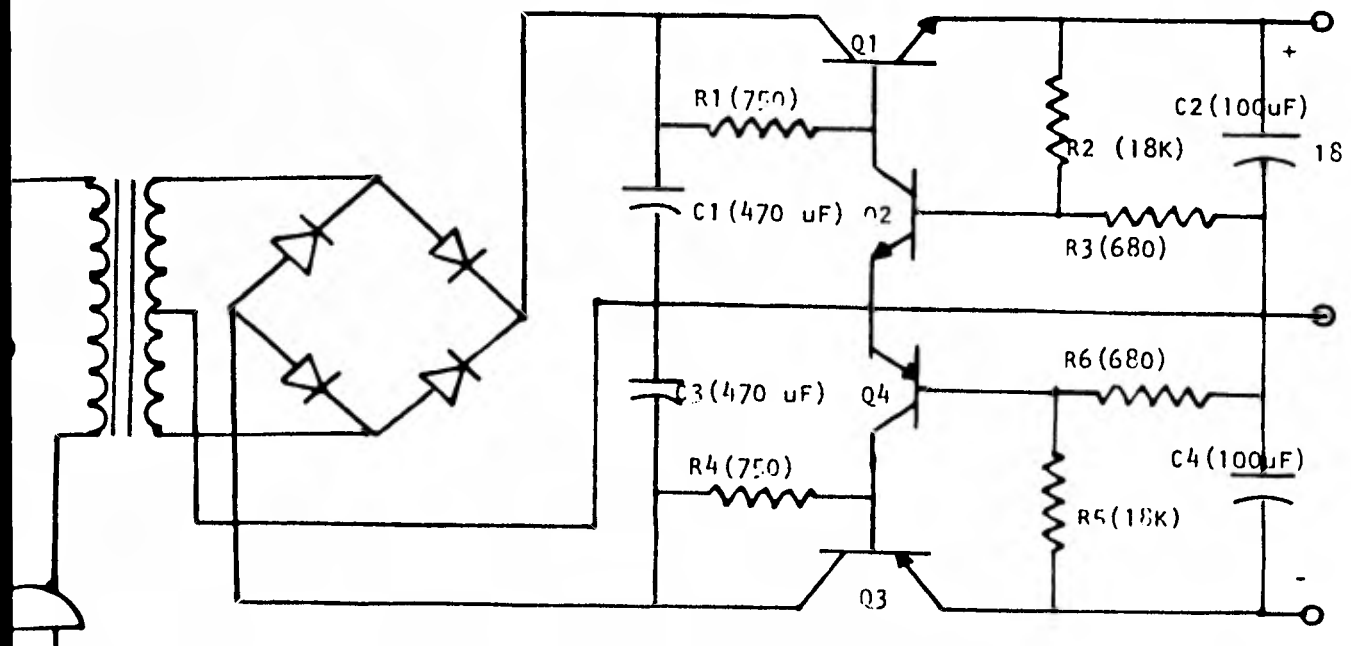 Q1
+
R1(750)
C2(100uF)
R2 (18K)
18
C1(470 uF)
Q2
R3(680)
R6(680)
C3(470 uF)
Q4
R4(750)
C4(100uF)
R5(18K)
-
Q3